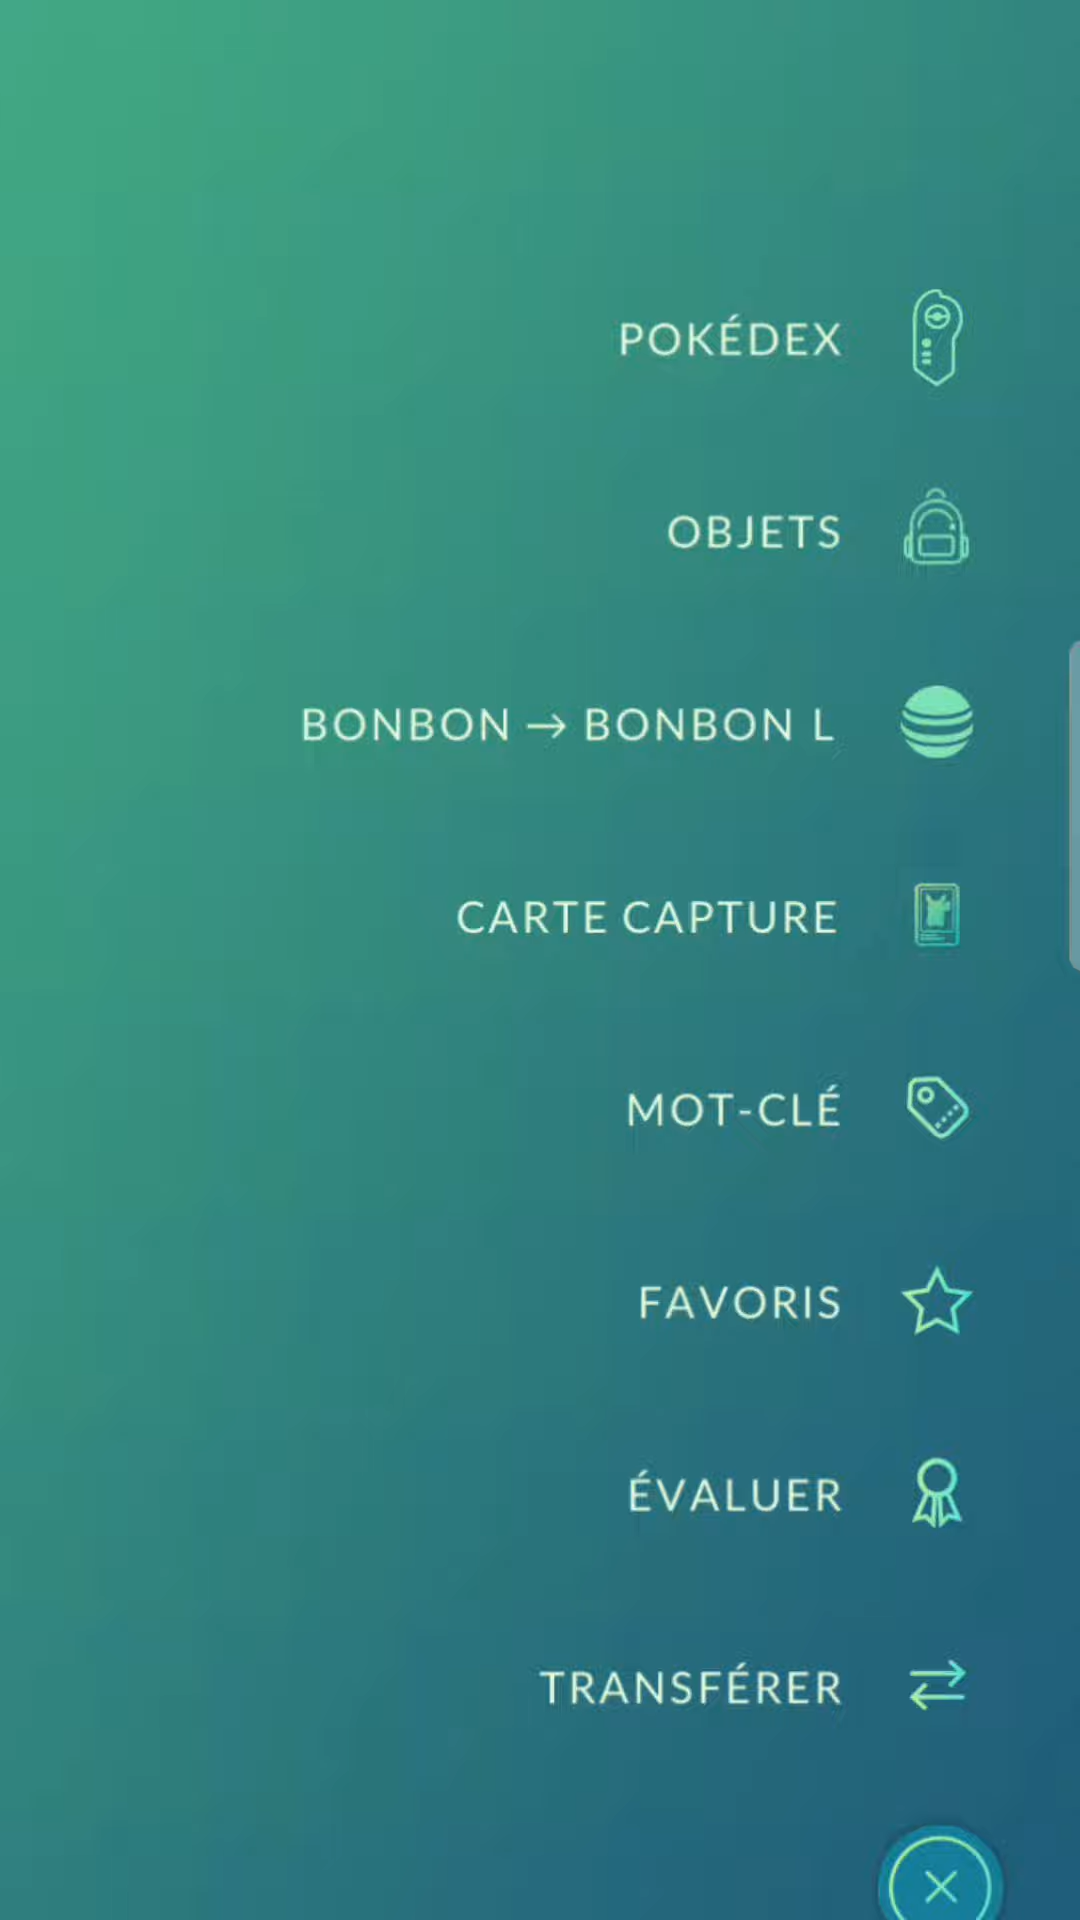 POKÉDEX
OBJETS
BONBON → BONBON L
CARTE CAPTURE
MOT-CLÉ
FAVORIS
ÉVALUER
TRANSFÉRER